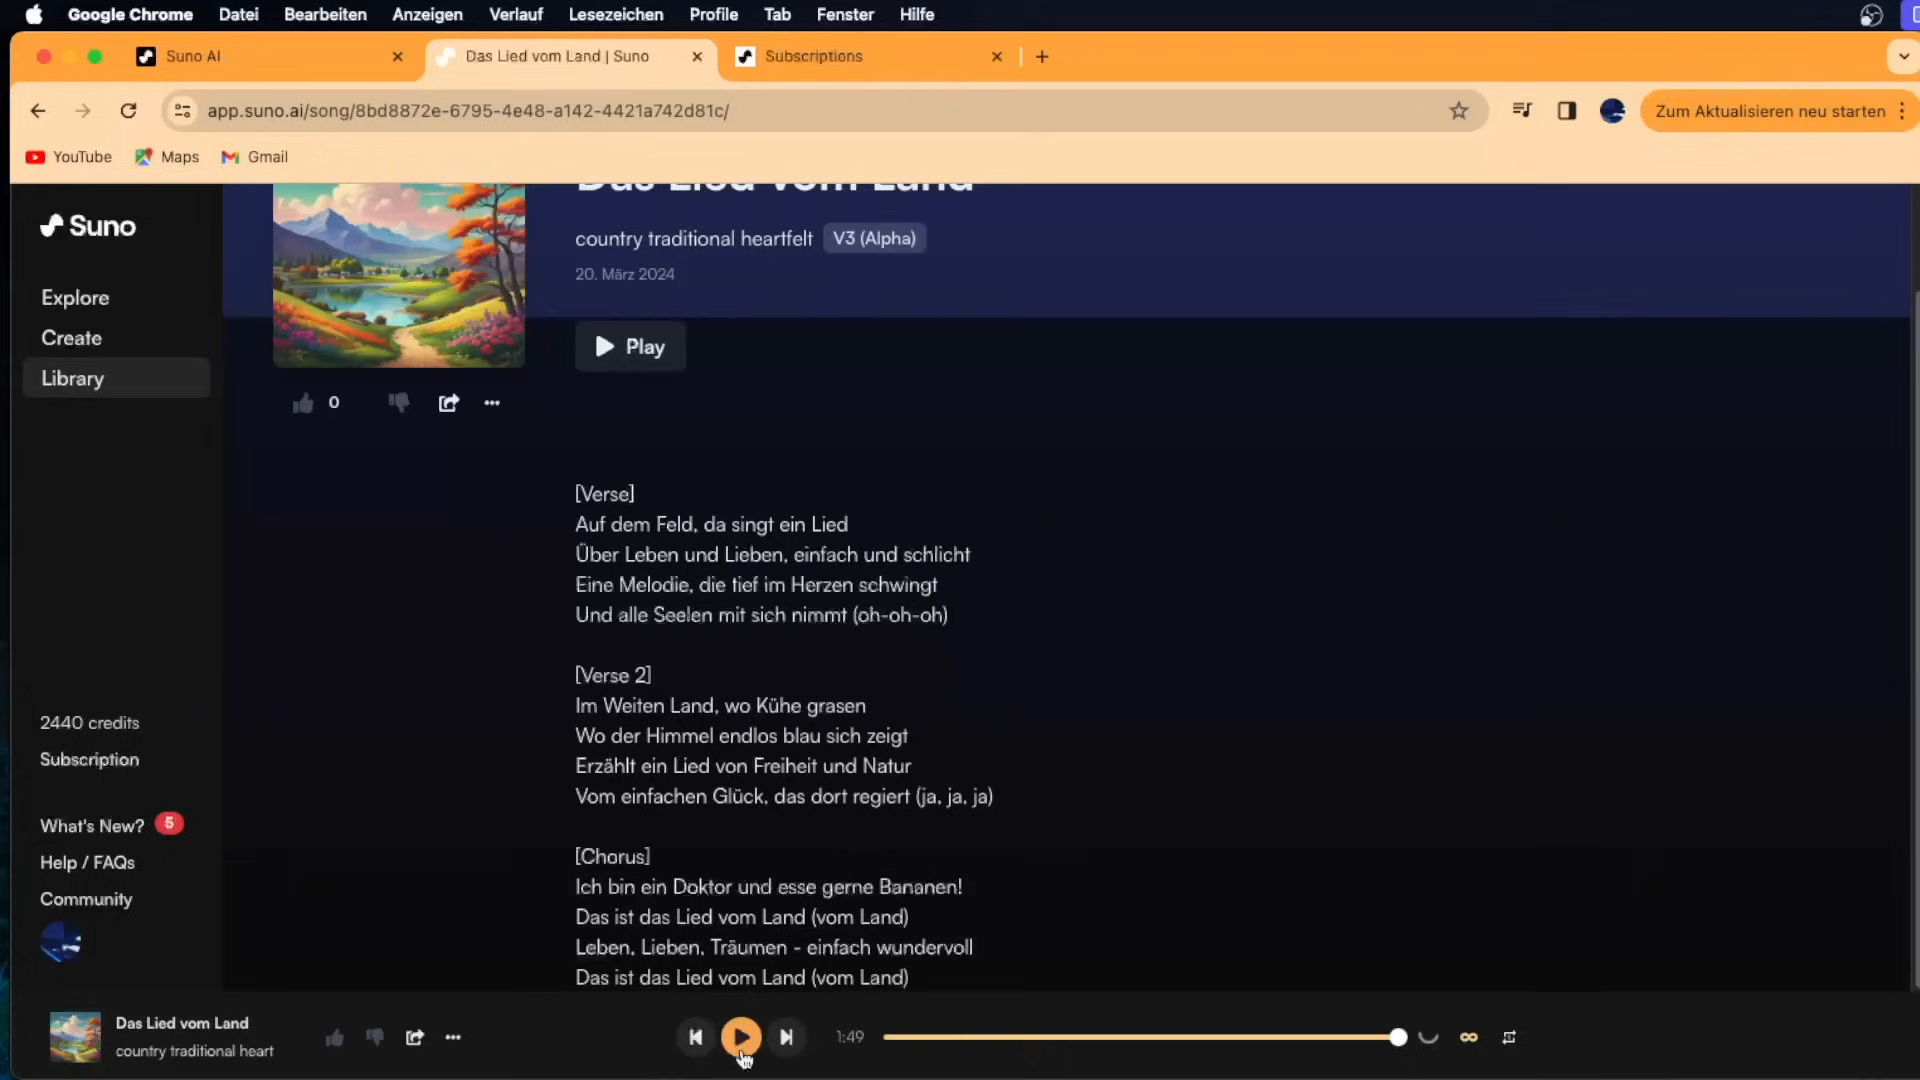 Google Chrome Datei Bearbeiten Anzeigen Verlauf Lesezeichen Profile Tab Fenster Hilfe
Suno AI
Das Lied vom Land | Suno
Subscriptions
app.suno.ai/song/8bd8872e-6795-4e48-a142-4421a742d81c/
Zum Aktualisieren neu starten
YouTube Maps Gmail
Suno
Explore
Create
Library
2440 credits
Subscription
What's New? 5
Help / FAQs
Community
Das Lied vom Land
country traditional heartfelt V3 (Alpha)
20. März 2024
Play
0
[Verse]
Auf dem Feld, da singt ein Lied
Über Leben und Lieben, einfach und schlicht
Eine Melodie, die tief im Herzen schwingt
Und alle Seelen mit sich nimmt (oh-oh-oh)
[Verse 2]
Im Weiten Land, wo Kühe grasen
Wo der Himmel endlos blau sich zeigt
Erzählt ein Lied von Freiheit und Natur
Vom einfachen Glück, das dort regiert (ja, ja, ja)
[Chorus]
Ich bin ein Doktor und esse gerne Bananen!
Das ist das Lied vom Land (vom Land)
Leben, Lieben, Träumen - einfach wundervoll
Das ist das Lied vom Land (vom Land)
Das Lied vom Land
country traditional heart
1:49